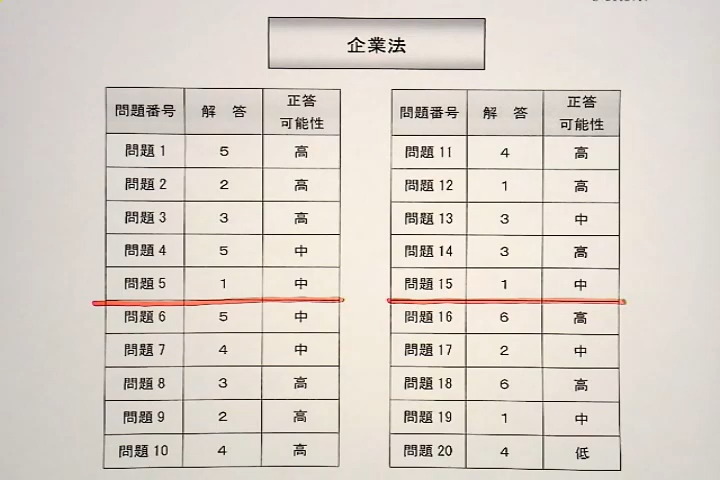 企業法
問題番号 解 答 正答可能性
問題1 5 高
問題2 2 高
問題3 3 高
問題4 5 中
問題5 1 中
問題6 5 中
問題7 4 中
問題8 3 高
問題9 2 高
問題10 4 高
問題番号 解 答 正答可能性
問題11 4 高
問題12 1 高
問題13 3 中
問題14 3 高
問題15 1 中
問題16 6 高
問題17 2 中
問題18 6 高
問題19 1 中
問題20 4 低